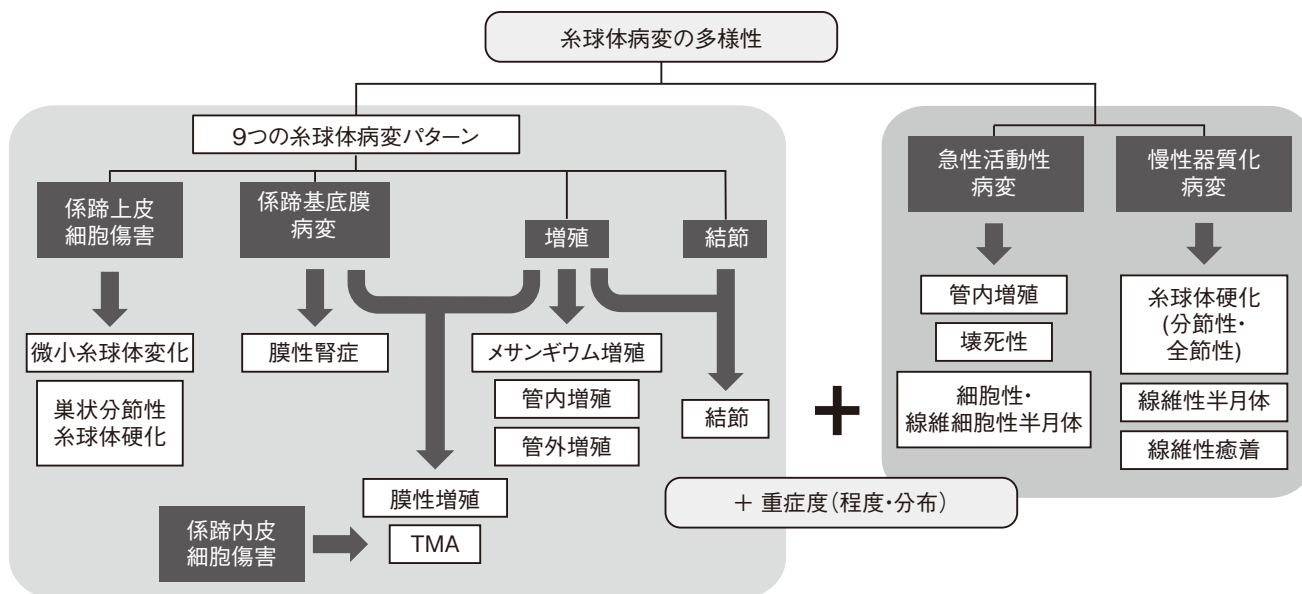 糸球体病変の多様性
9つの糸球体病変パターン
係蹄上皮
細胞傷害
係蹄基底膜
病変
増殖
結節
微小糸球体変化
巣状分節性
糸球体硬化
膜性腎症
メサンギウム増殖
管内増殖
管外増殖
結節
膜性増殖
TMA
係蹄内皮
細胞傷害
+
急性活動性
病変
慢性器質化
病変
管内増殖
壊死性
細胞性・
線維細胞性半月体
糸球体硬化
(分節性・
全節性)
線維性半月体
線維性癒着
+ 重症度(程度・分布)